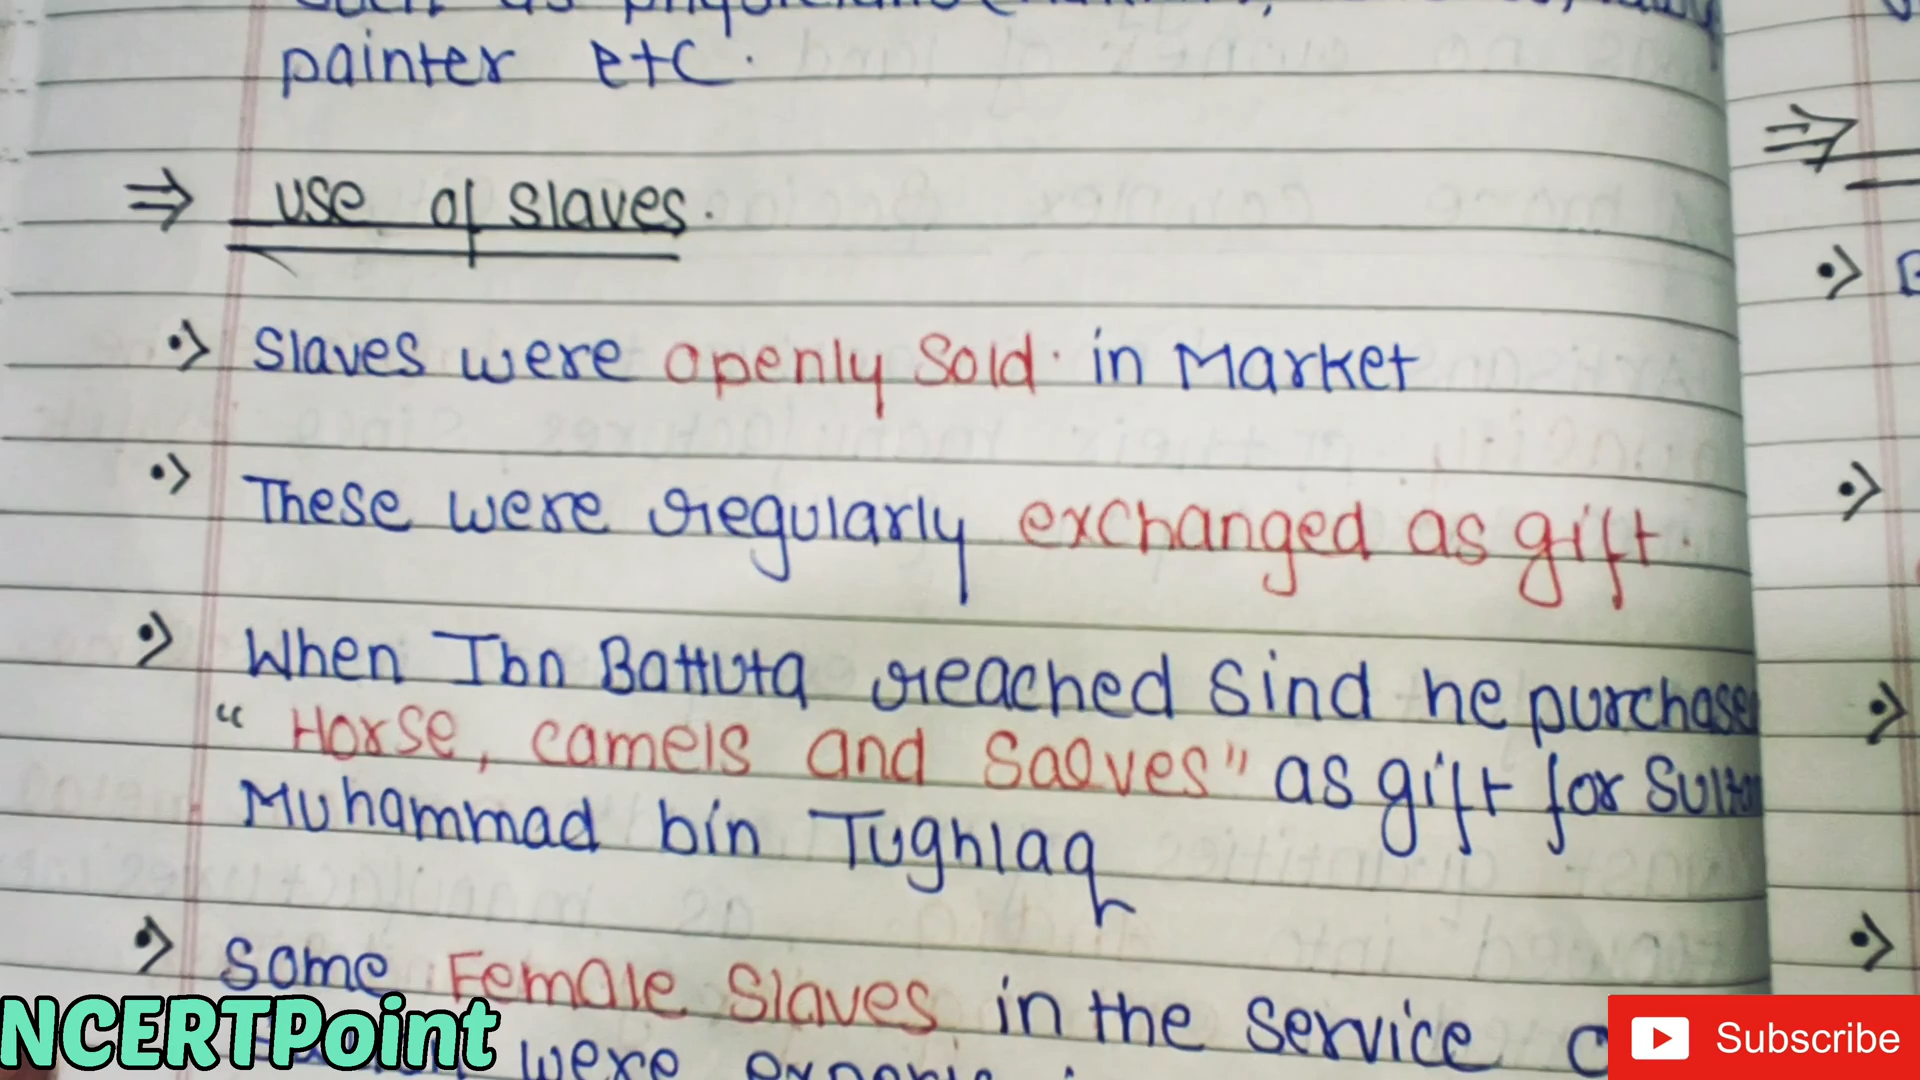 painter etc.
⇒ use of slaves.
•> Slaves were openly sold. in Market
•> These were regularly exchanged as gift.
•> When Ibn Battuta reached Sind he purchase
“ Horse, camels and Saoves” as gift for Sultan
Muhammad bin Tughlaq
•> Some Female Slaves in the service
were
NCERTPoint
Subscribe